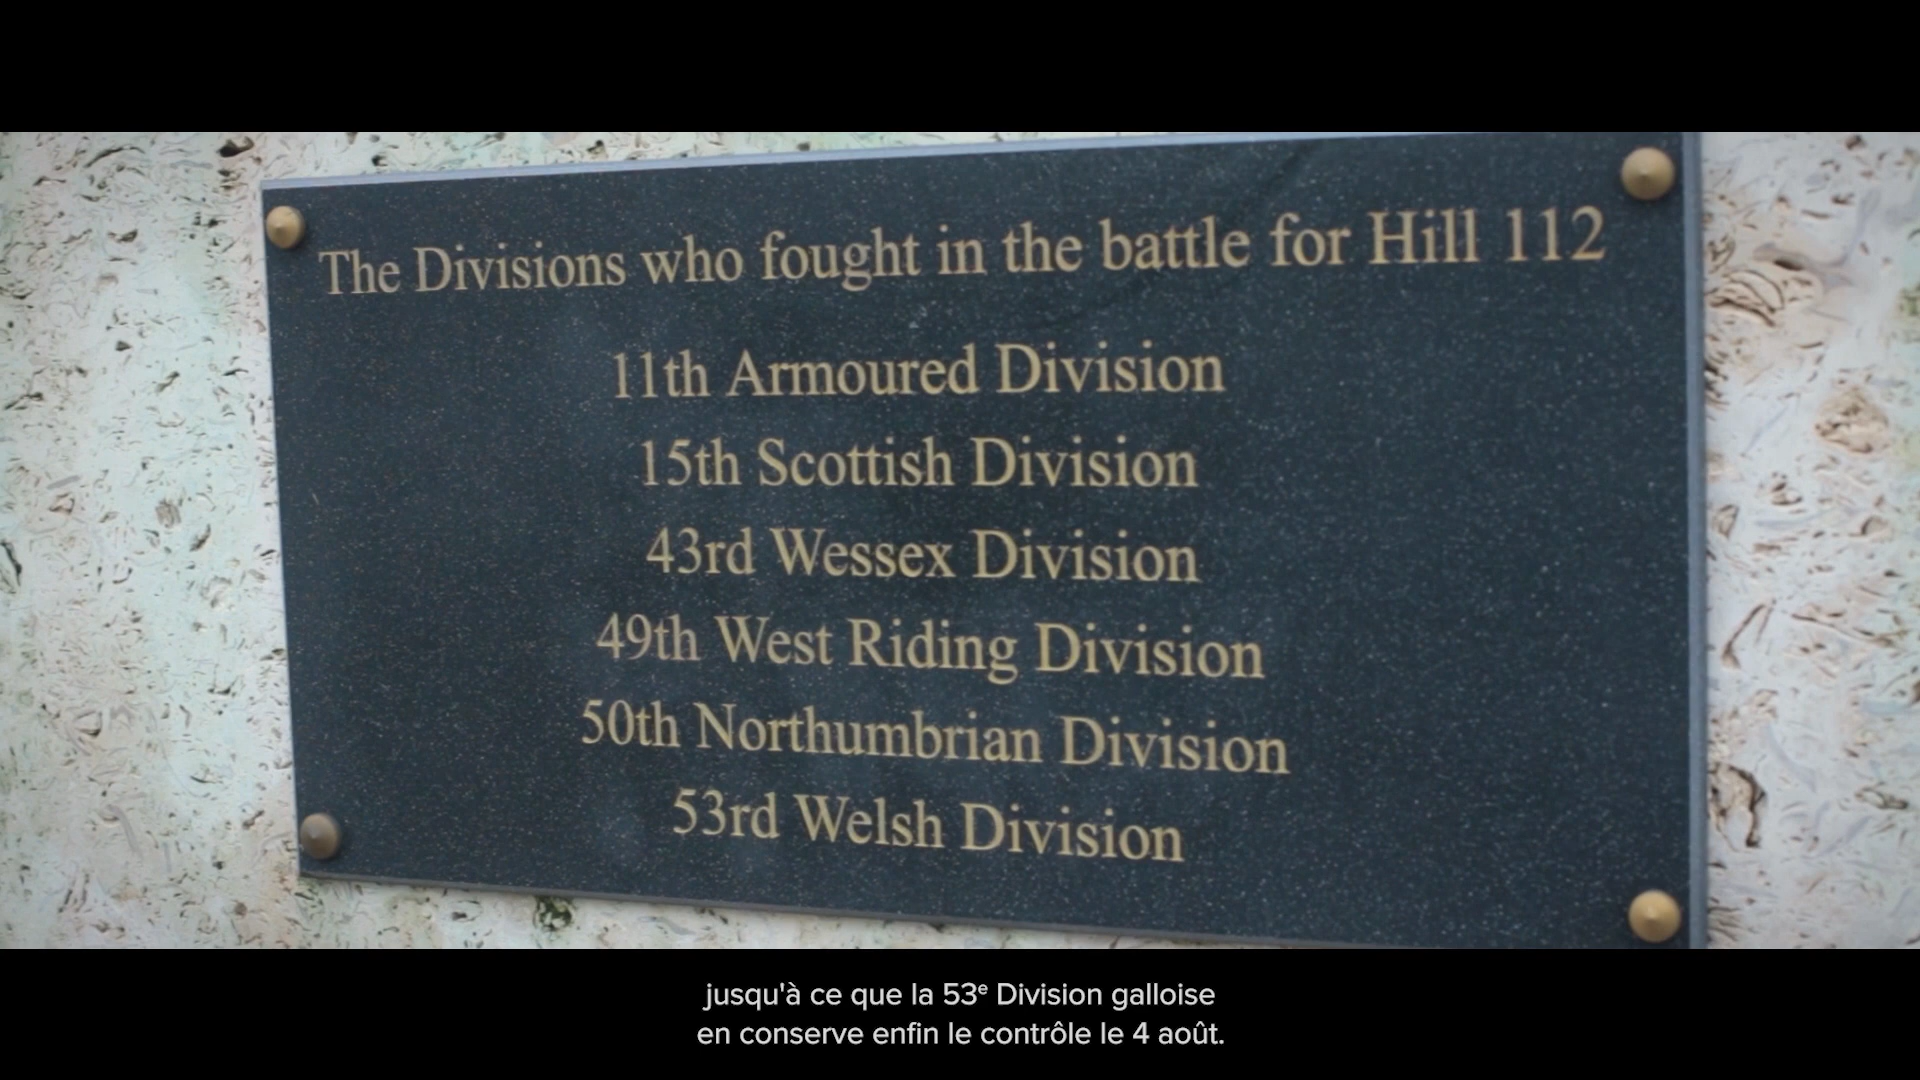 The Divisions who fought in the battle for Hill 112
11th Armoured Division
15th Scottish Division
43rd Wessex Division
49th West Riding Division
50th Northumbrian Division
53rd Welsh Division
jusqu'à ce que la 53ᵉ Division galloise
en conserve enfin le contrôle le 4 août.